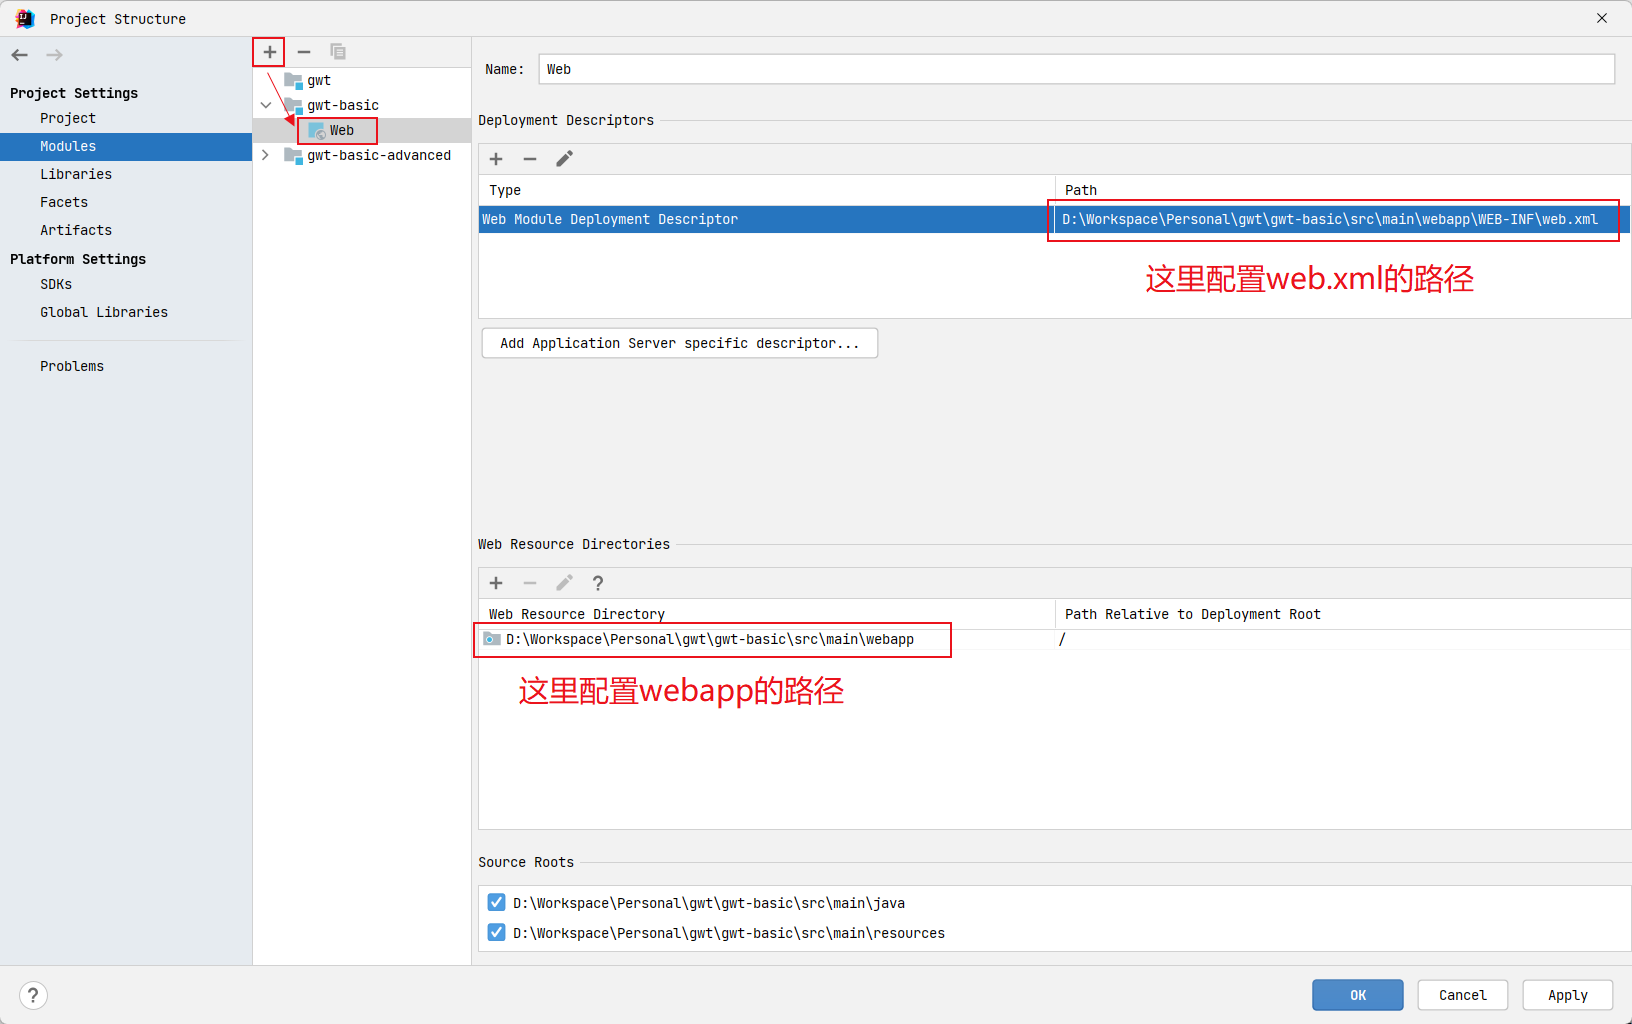 Project Structure
Project Settings
Project
Modules
Libraries
Facets
Artifacts
Platform Settings
SDKs
Global Libraries
Problems
gwt
gwt-basic
Web
gwt-basic-advanced
Name: Web
Deployment Descriptors
Type Path
Web Module Deployment Descriptor D:\Workspace\Personal\gwt\gwt-basic\src\main\webapp\WEB-INF\web.xml
这里配置web.xml的路径
Add Application Server specific descriptor...
Web Resource Directories
Web Resource Directory Path Relative to Deployment Root
D:\Workspace\Personal\gwt\gwt-basic\src\main\webapp /
这里配置webapp的路径
Source Roots
D:\Workspace\Personal\gwt\gwt-basic\src\main\java
D:\Workspace\Personal\gwt\gwt-basic\src\main\resources
OK Cancel Apply